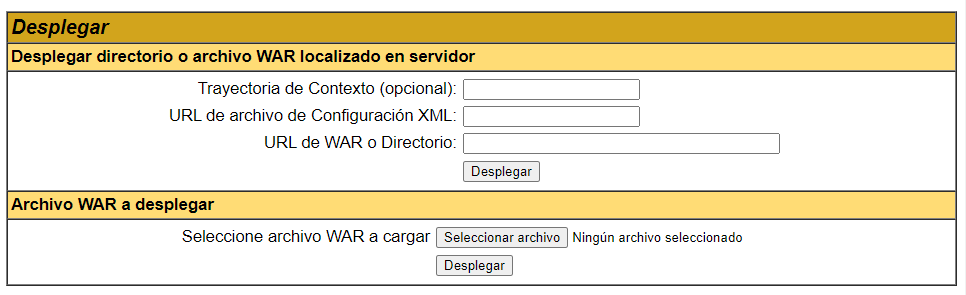 Desplegar
Desplegar directorio o archivo WAR localizado en servidor
Trayectoria de Contexto (opcional):
URL de archivo de Configuración XML:
URL de WAR o Directorio:
Desplegar
Archivo WAR a desplegar
Seleccione archivo WAR a cargar Seleccionar archivo Ningún archivo seleccionado
Desplegar